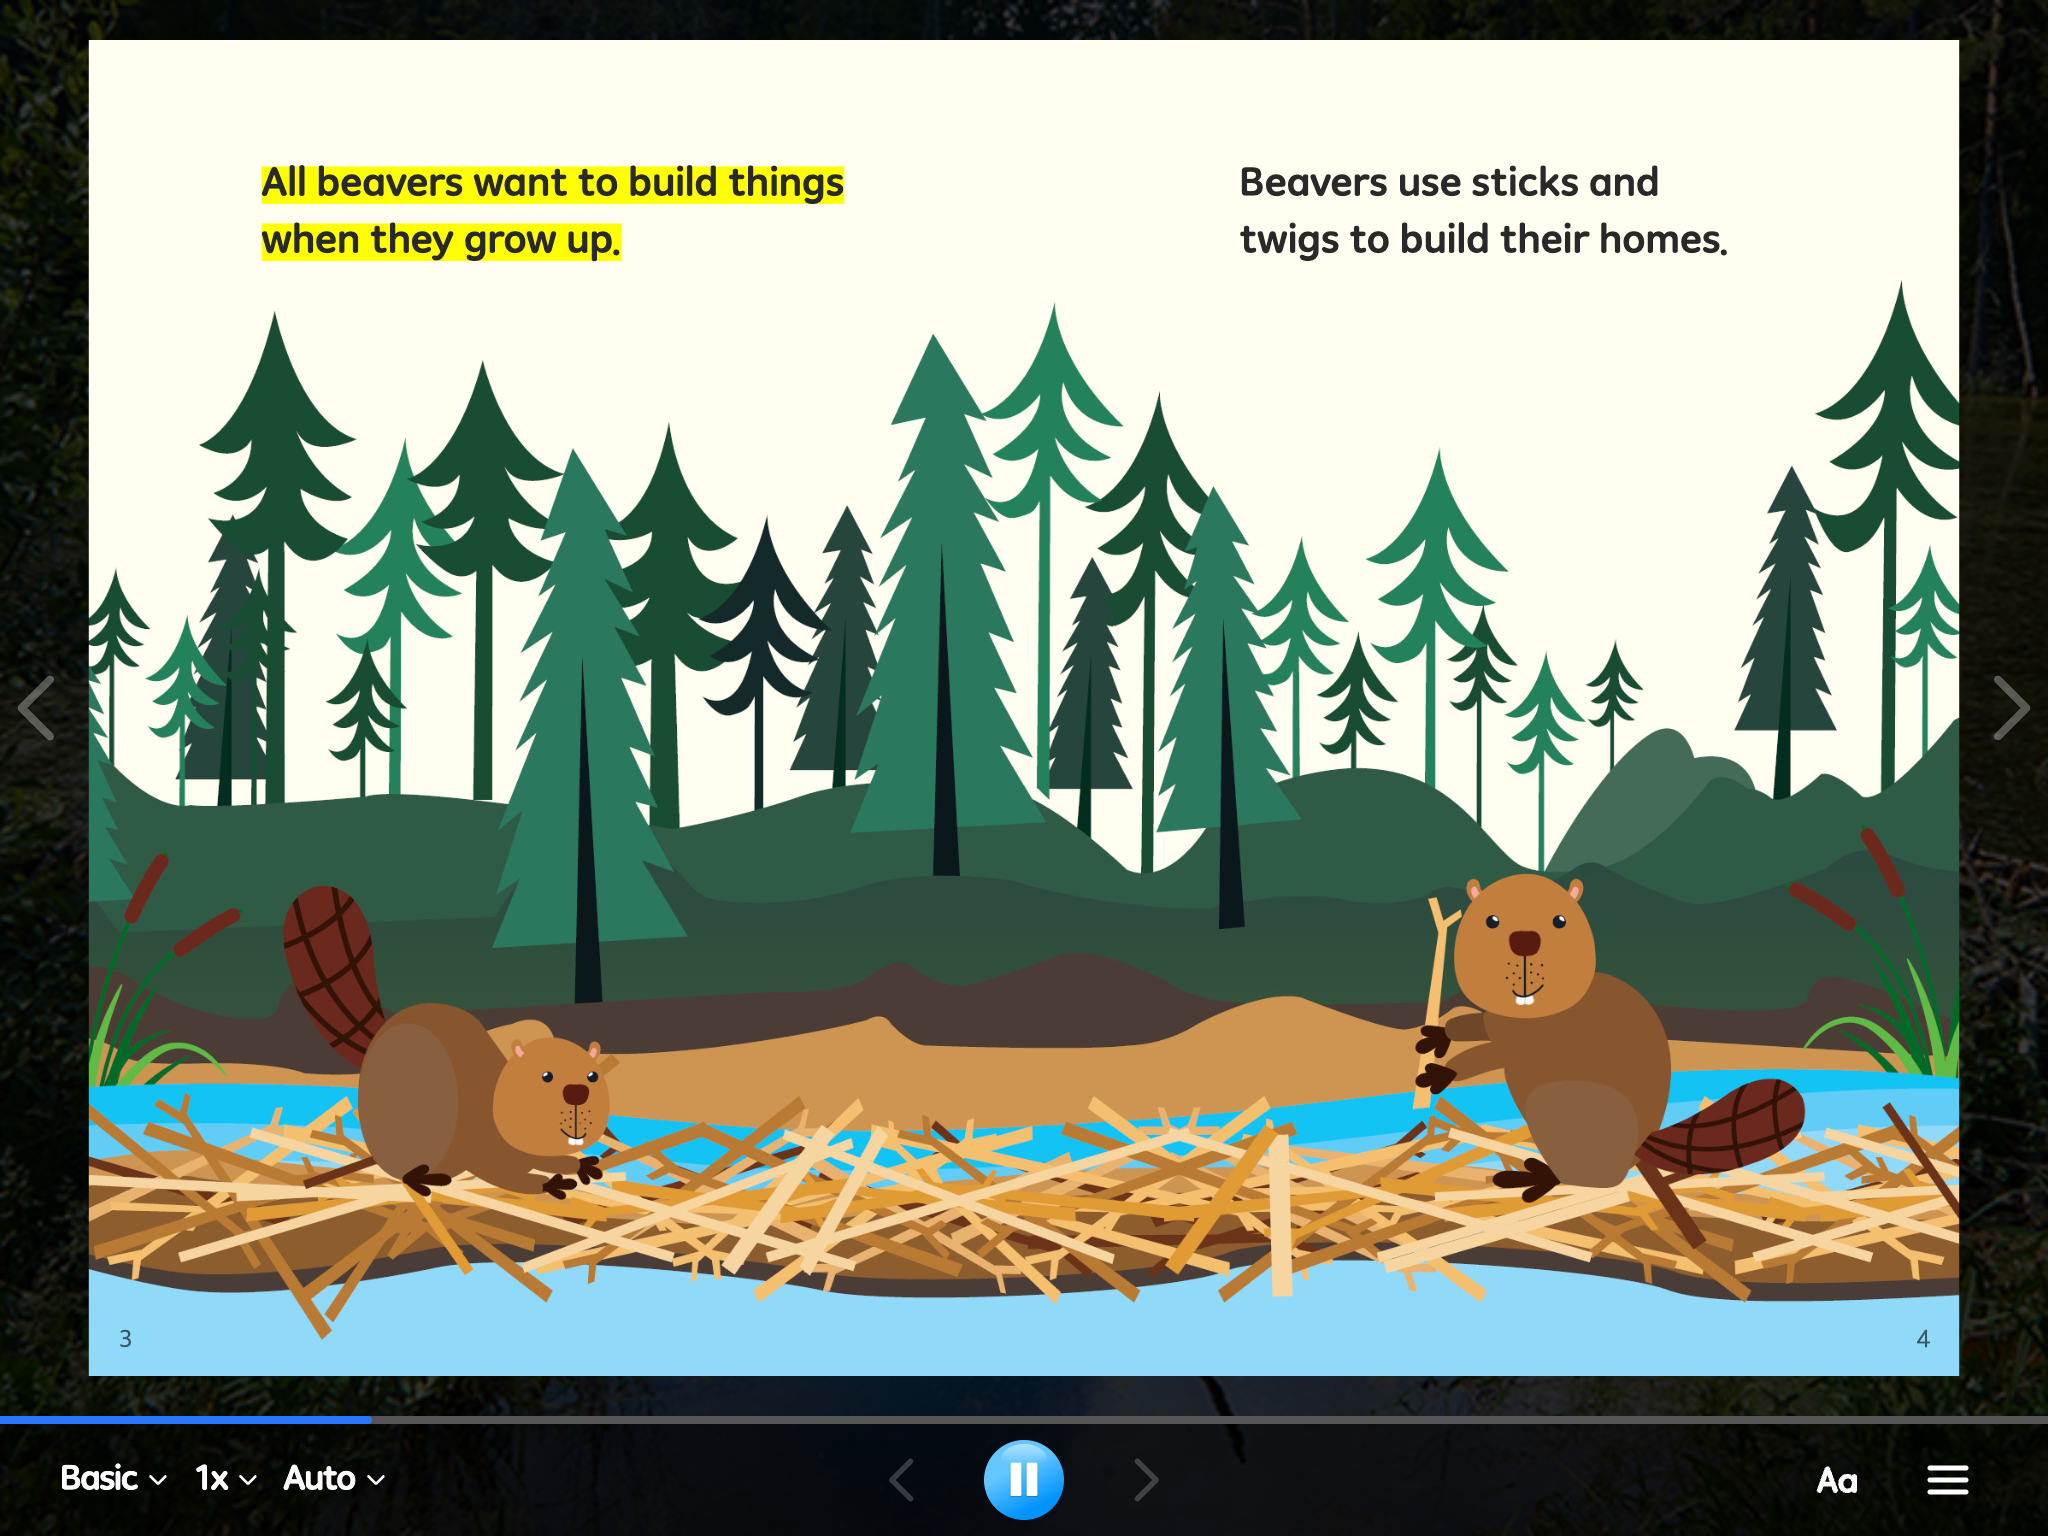 All beavers want to build things
when they grow up.
Beavers use sticks and
twigs to build their homes.
3
4
Basic
1x
Auto
Aa